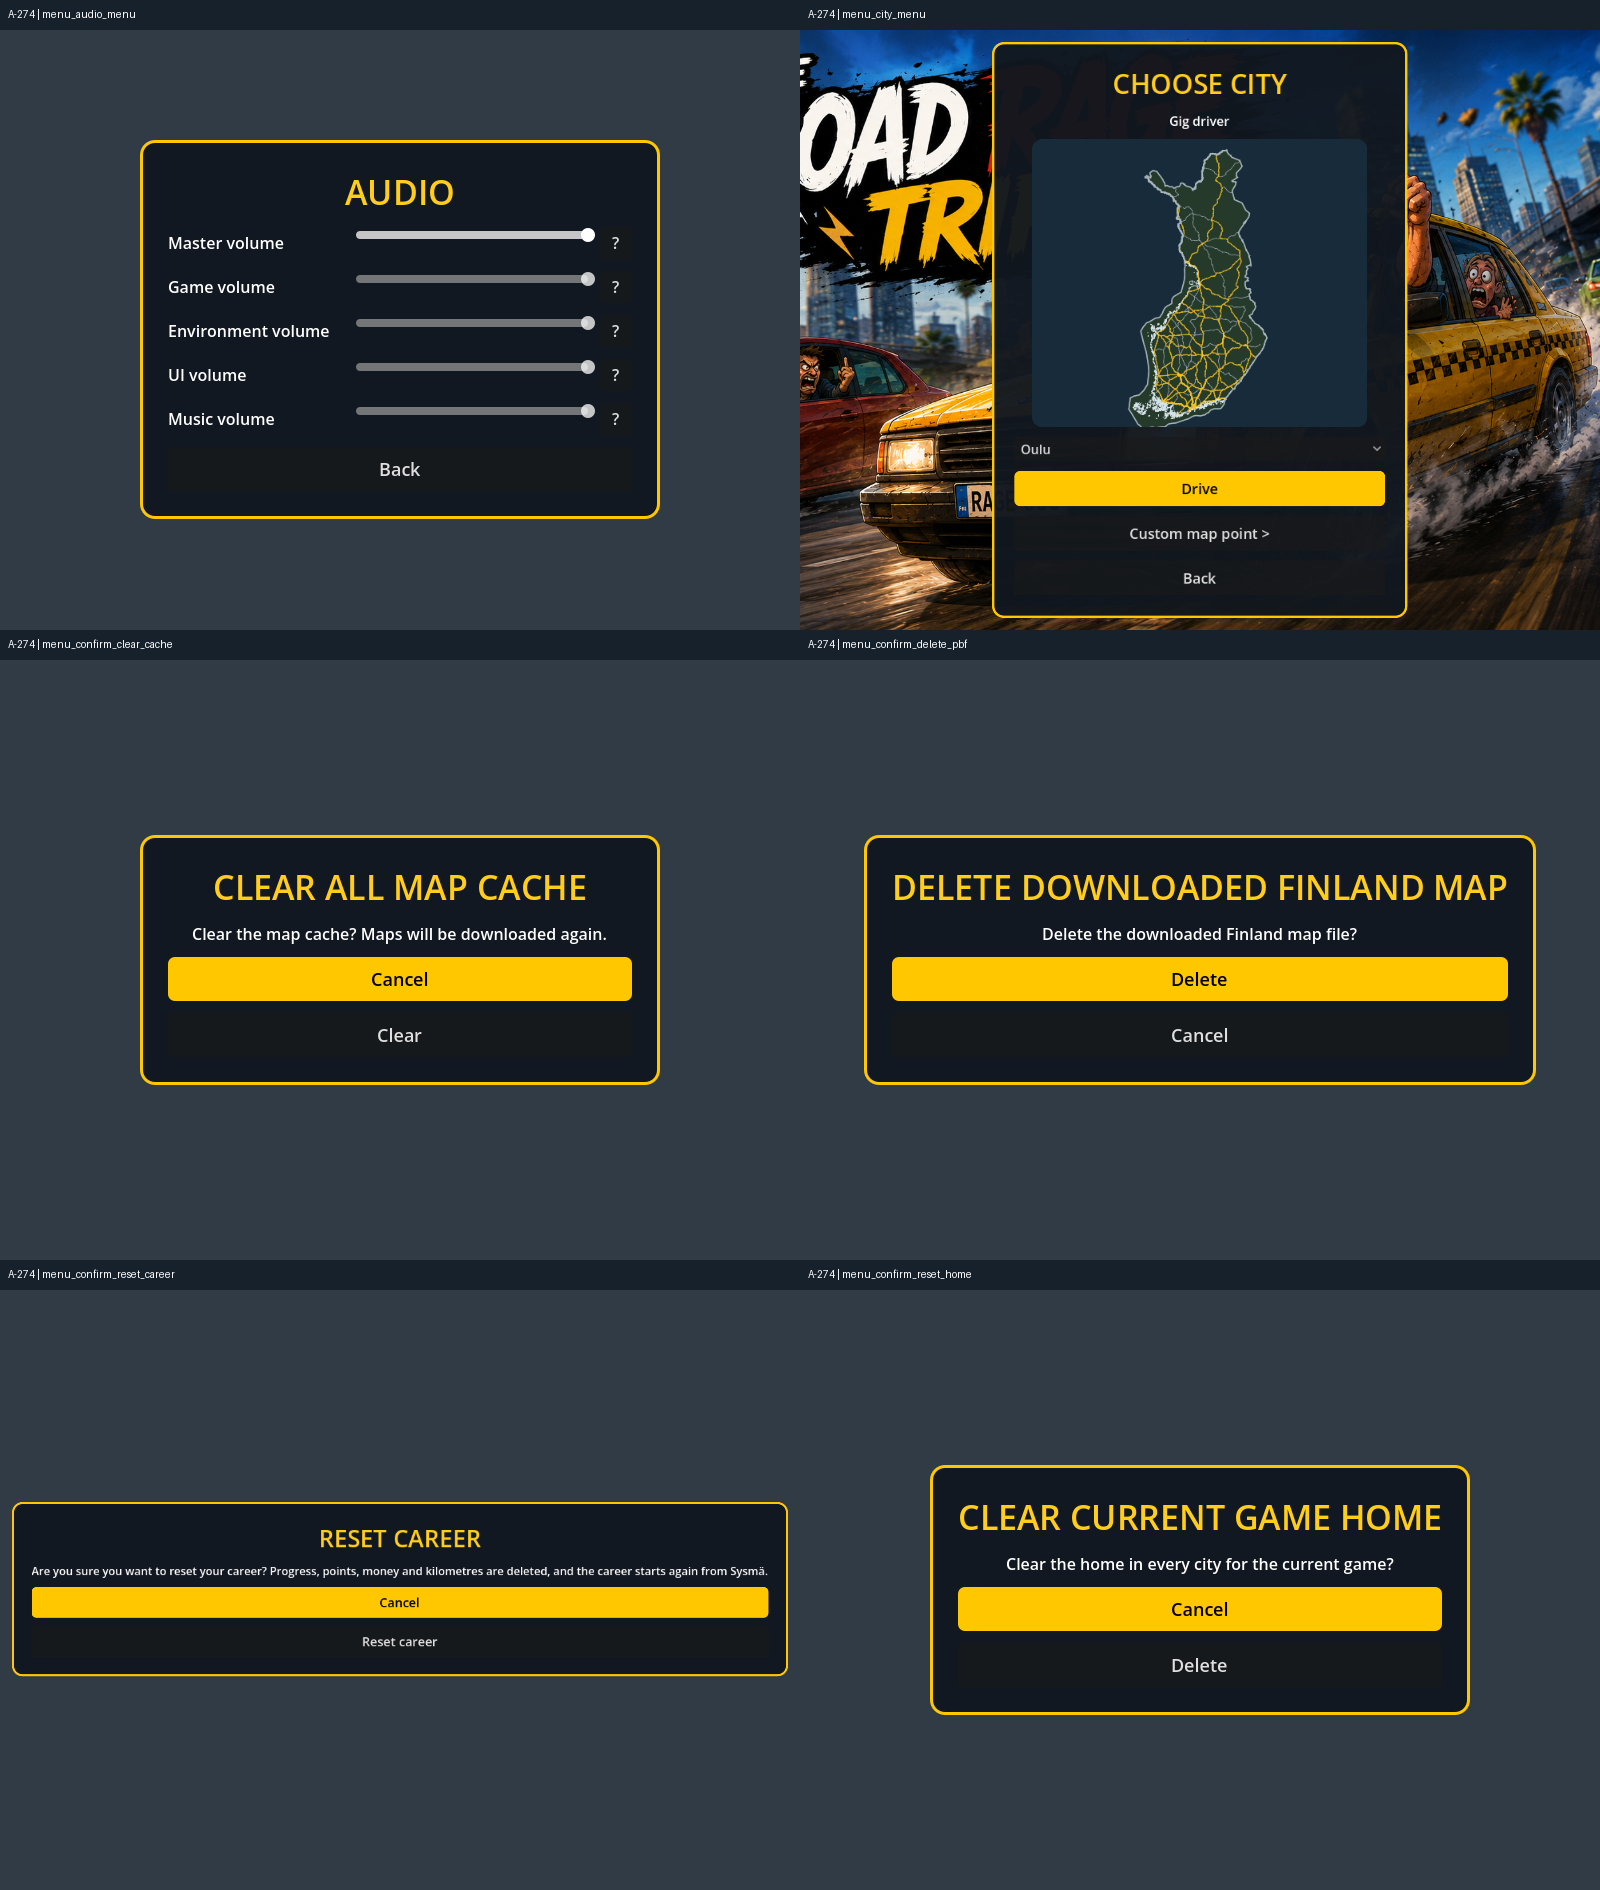 A-274 | menu_audio_menu
AUDIO
Master volume ?
Game volume ?
Environment volume ?
UI volume ?
Music volume ?
Back
A-274 | menu_city_menu
OAD
TRI
CHOOSE CITY
Gig driver
Oulu
Drive
Custom map point >
Back
RA
A-274 | menu_confirm_clear_cache
CLEAR ALL MAP CACHE
Clear the map cache? Maps will be downloaded again.
Cancel
Clear
A-274 | menu_confirm_delete_pbf
DELETE DOWNLOADED FINLAND MAP
Delete the downloaded Finland map file?
Delete
Cancel
A-274 | menu_confirm_reset_career
RESET CAREER
Are you sure you want to reset your career? Progress, points, money and kilometres are deleted, and the career starts again from Sysmä.
Cancel
Reset career
A-274 | menu_confirm_reset_home
CLEAR CURRENT GAME HOME
Clear the home in every city for the current game?
Cancel
Delete